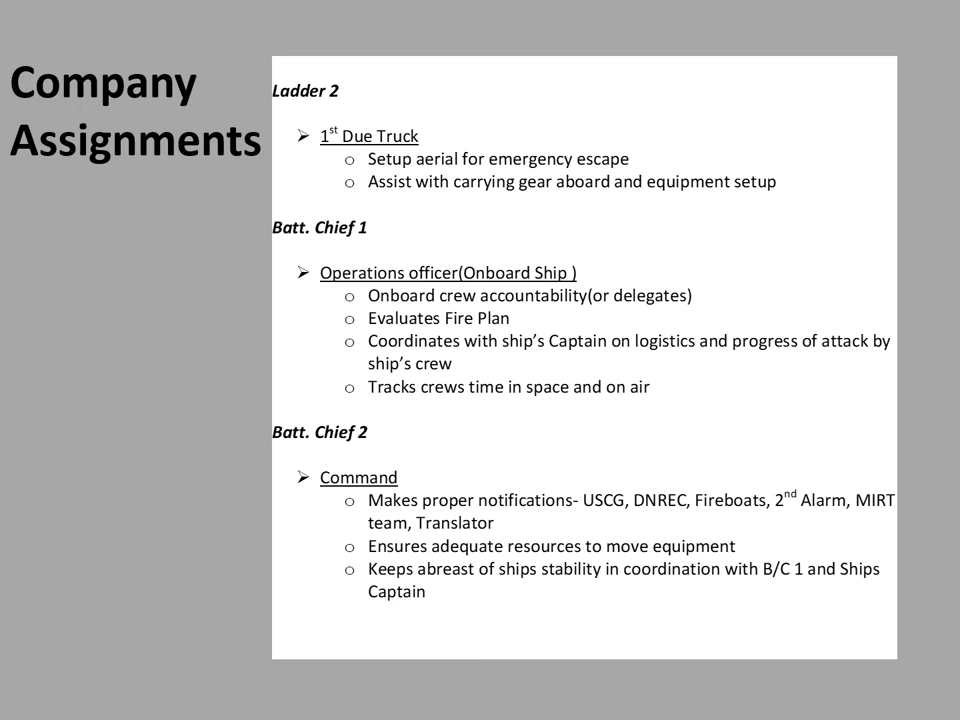 Company
Assignments
Ladder 2
➢ 1st Due Truck
o Setup aerial for emergency escape
o Assist with carrying gear aboard and equipment setup
Batt. Chief 1
➢ Operations officer(Onboard Ship )
o Onboard crew accountability(or delegates)
o Evaluates Fire Plan
o Coordinates with ship’s Captain on logistics and progress of attack by
ship’s crew
o Tracks crews time in space and on air
Batt. Chief 2
➢ Command
o Makes proper notifications- USCG, DNREC, Fireboats, 2nd Alarm, MIRT
team, Translator
o Ensures adequate resources to move equipment
o Keeps abreast of ships stability in coordination with B/C 1 and Ships
Captain